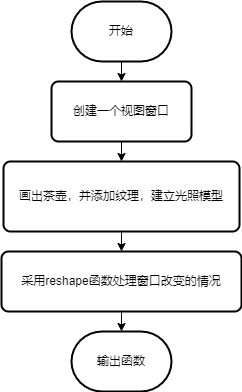 开始
创建一个视图窗口
画出茶壶，并添加纹理，建立光照模型
采用reshape函数处理窗口改变的情况
输出函数